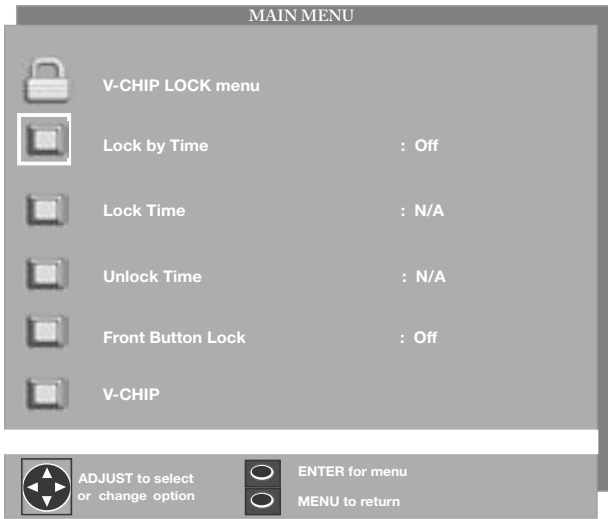 MAIN MENU
V-CHIP LOCK menu
Lock by Time : Off
Lock Time : N/A
Unlock Time : N/A
Front Button Lock : Off
V-CHIP
ADJUST to select
or change option
ENTER for menu
MENU to return